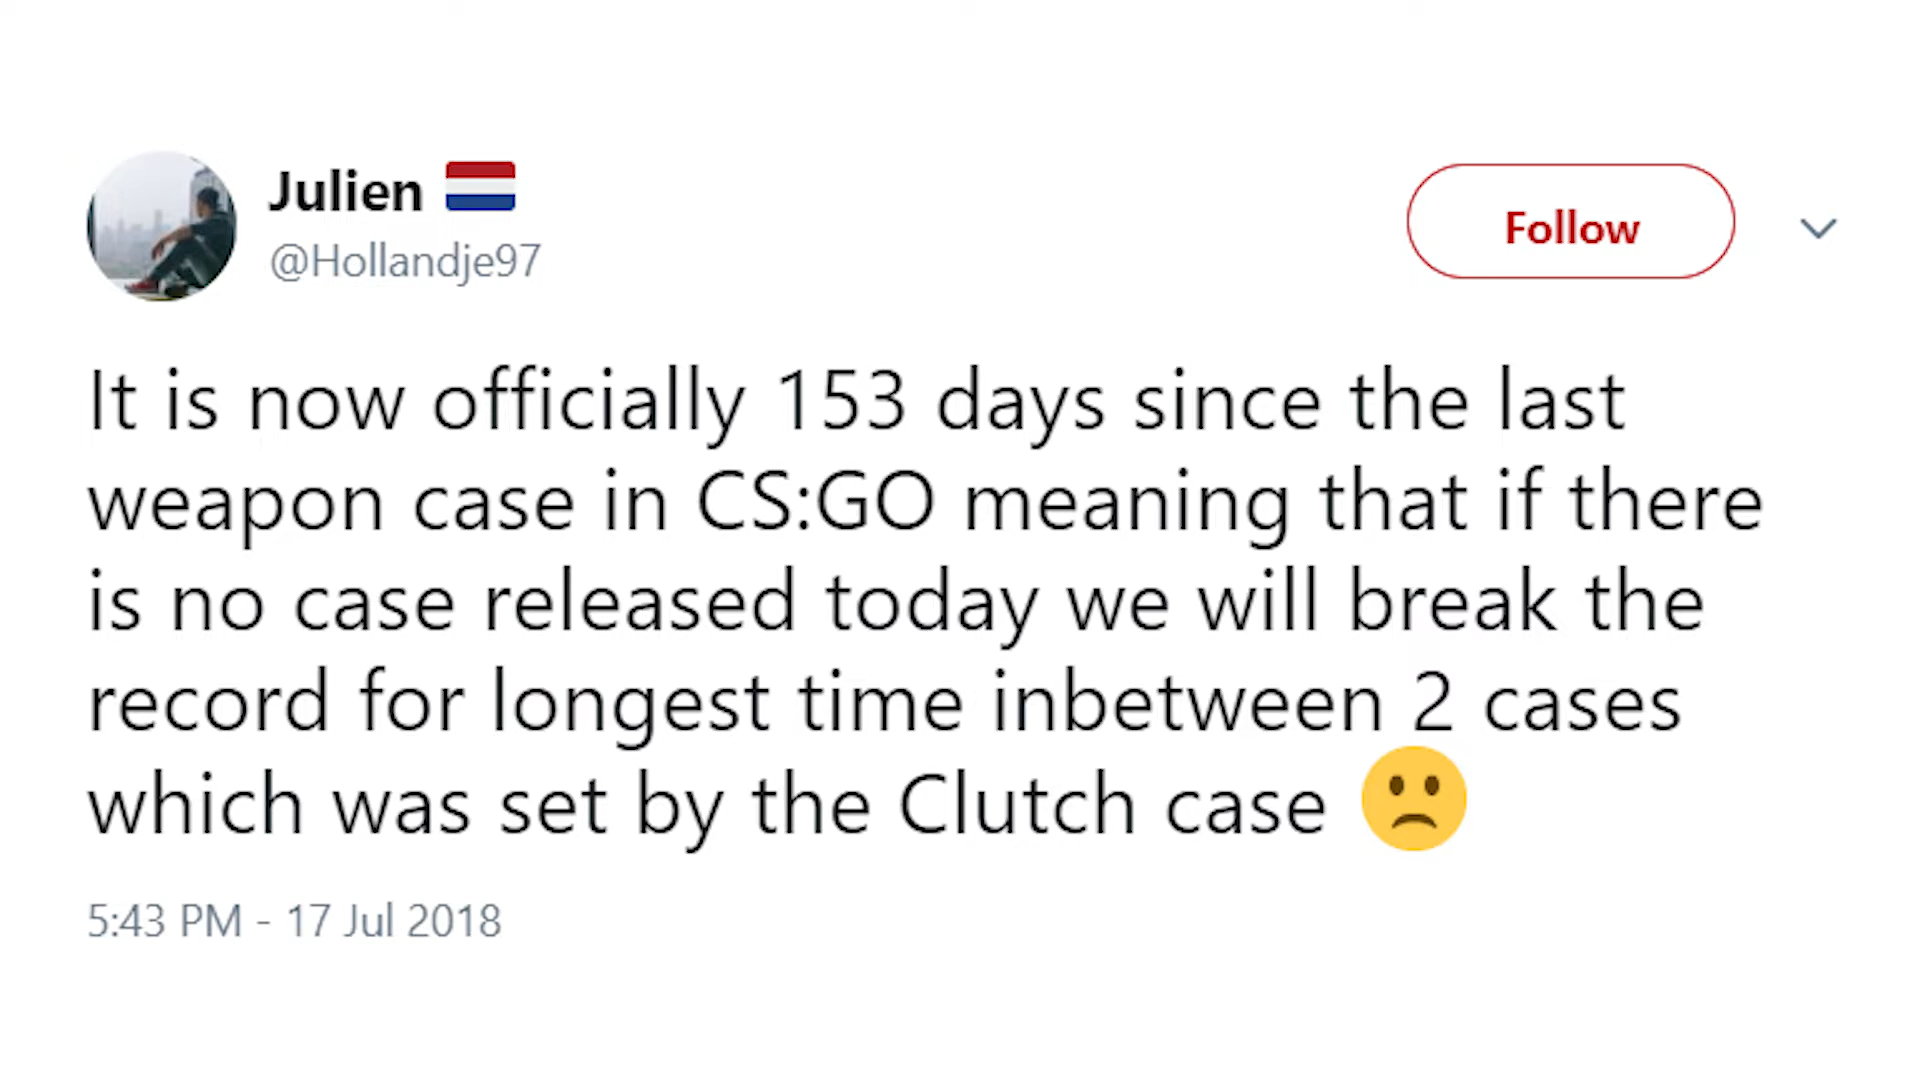 Julien
@Hollandje97
Follow
It is now officially 153 days since the last
weapon case in CS:GO meaning that if there
is no case released today we will break the
record for longest time inbetween 2 cases
which was set by the Clutch case 🙁
5:43 PM - 17 Jul 2018